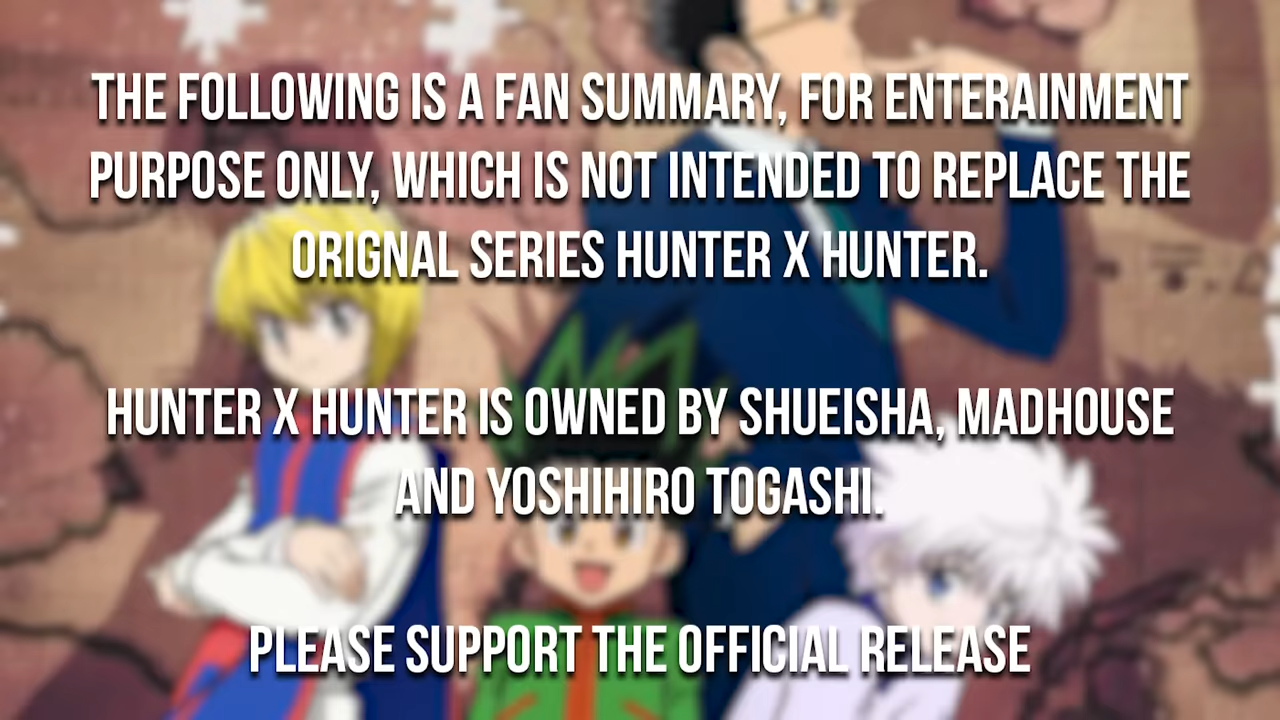 THE FOLLOWING IS A FAN SUMMARY, FOR ENTERAINMENT
PURPOSE ONLY, WHICH IS NOT INTENDED TO REPLACE THE
ORIGNAL SERIES HUNTER X HUNTER.
HUNTER X HUNTER IS OWNED BY SHUEISHA, MADHOUSE
AND YOSHIHIRO TOGASHI.
PLEASE SUPPORT THE OFFICIAL RELEASE